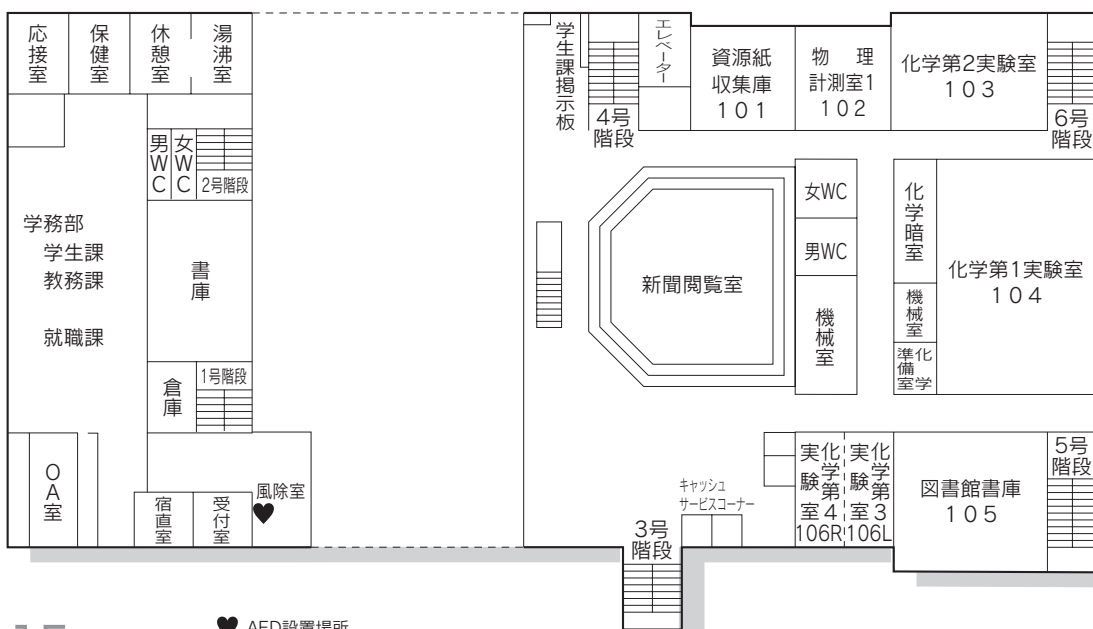 応接室
保健室
休憩室
湯沸室
男WC
女WC
2号階段
学務部
学生課
教務課
就職課
書庫
倉庫
1号階段
OA室
宿直室
受付室
風除室
学生課掲示板
4号
階段
エレベーター
資源紙
収集庫
101
物理
計測室1
102
化学第2実験室
103
6号
階段
新聞閲覧室
女WC
男WC
機械室
化学暗室
機械室
化学
準備室
化学第1実験室
104
キャッシュ
サービスコーナー
3号
階段
化学第4
実験室
106R
化学第3
実験室
106L
図書館書庫
105
5号
階段
AED設置場所